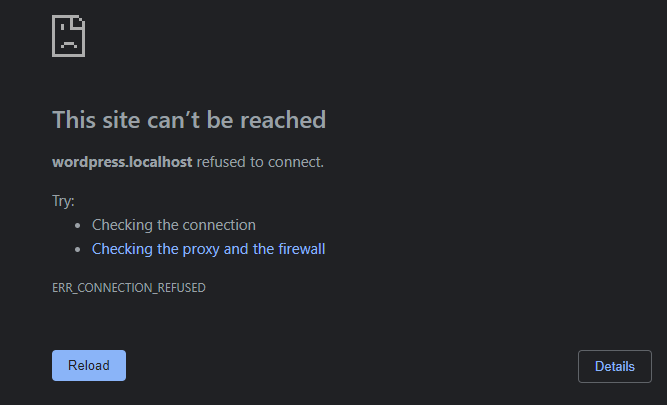 This site can’t be reached
wordpress.localhost refused to connect.
Try:
• Checking the connection
• Checking the proxy and the firewall
ERR_CONNECTION_REFUSED
Reload
Details